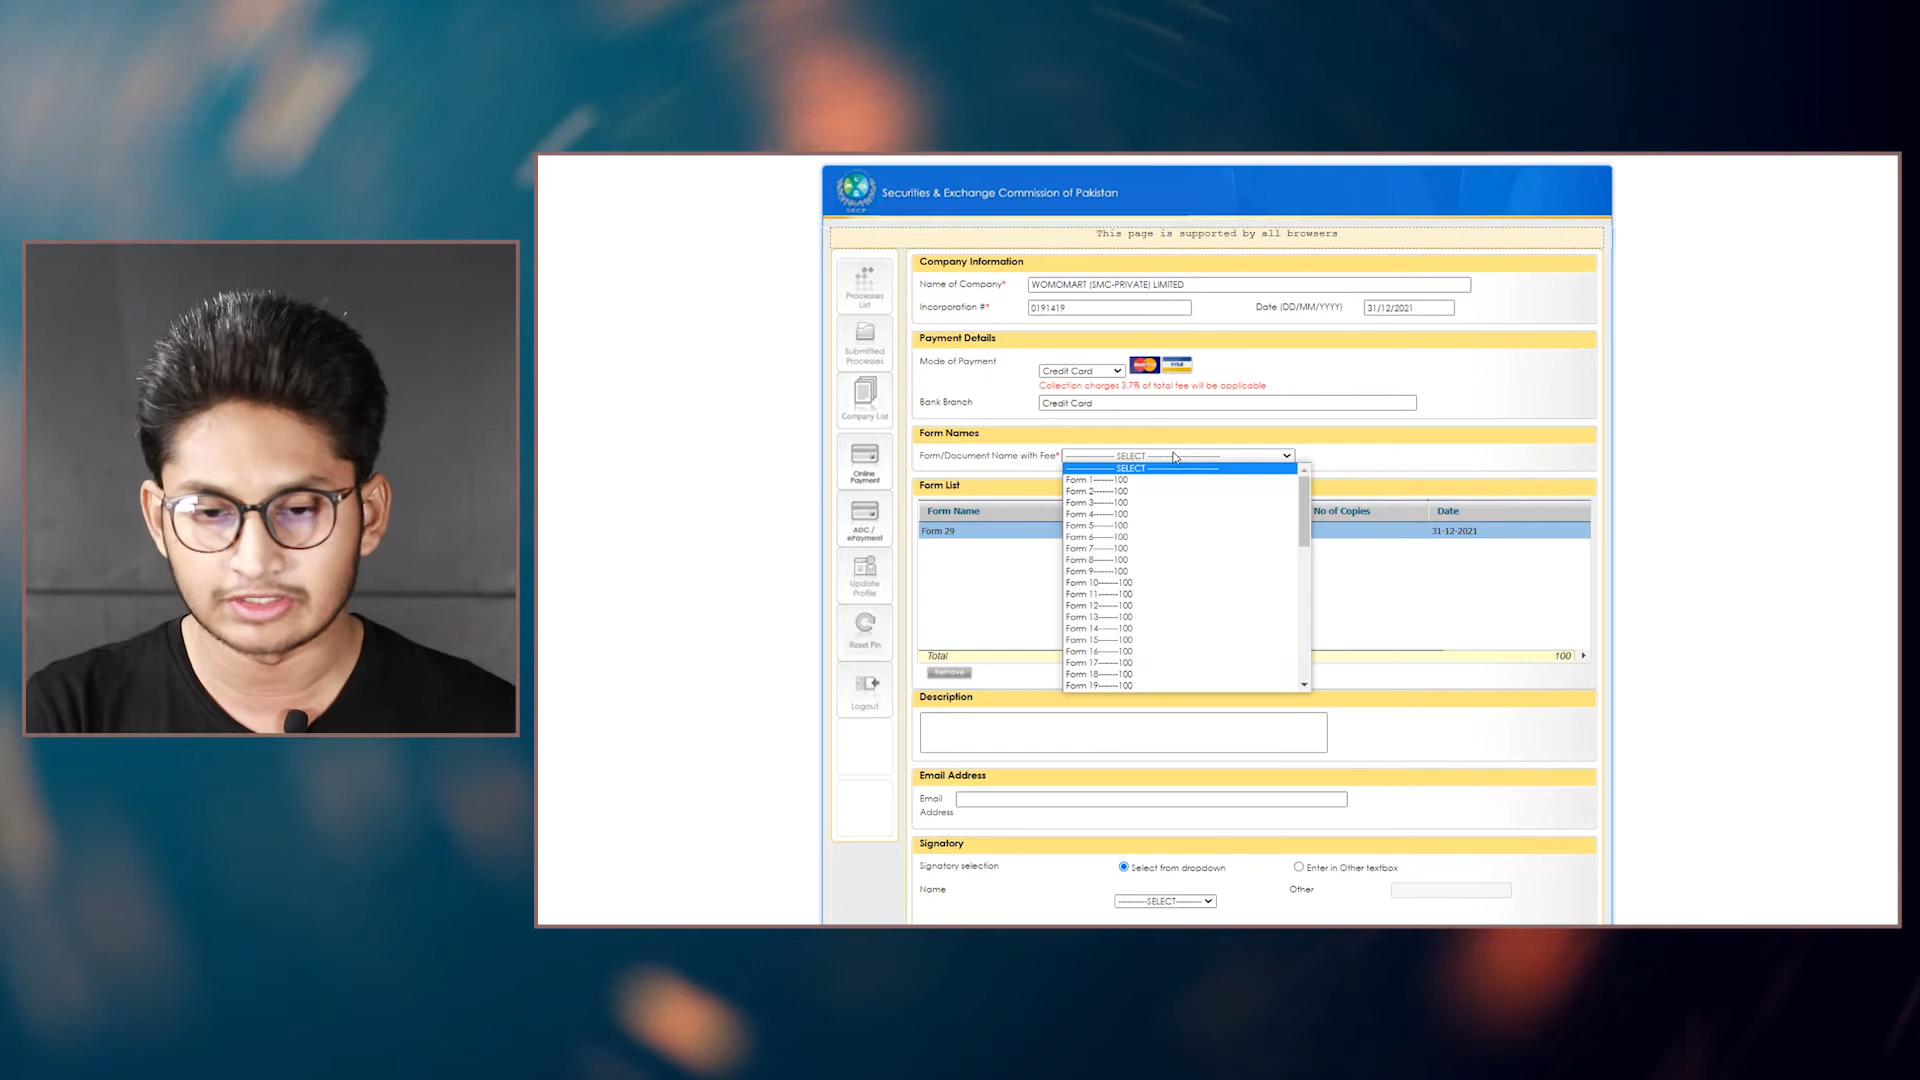 SECP
Securities & Exchange Commission of Pakistan
This page is supported by all browsers
Processes List
Submitted Processes
Company List
Online Payment
ADC / ePayment
Update Profile
Reset Pin
Logout
Company Information
Name of Company* WOMOMART (SMC-PRIVATE) LIMITED
Incorporation #* 0191419 Date (DD/MM/YYYY) 31/12/2021
Payment Details
Mode of Payment Credit Card VISA
Collection charges 3.7% of total fee will be applicable
Bank Branch Credit Card
Form Names
Form/Document Name with Fee* ---------------- SELECT ------------------------
---------------- SELECT ------------------------
Form 1-------100
Form 2-------100
Form 3-------100
Form 4-------100
Form 5-------100
Form 6-------100
Form 7-------100
Form 8-------100
Form 9-------100
Form 10-------100
Form 11-------100
Form 12-------100
Form 13-------100
Form 14-------100
Form 15-------100
Form 16-------100
Form 17-------100
Form 18-------100
Form 19-------100
Form List
Form Name No of Copies Date
Form 29 31-12-2021
Total 100
Remove
Description
Email Address
Email Address
Signatory
Signatory selection Select from dropdown Enter in Other textbox
Name ----------SELECT--------- Other